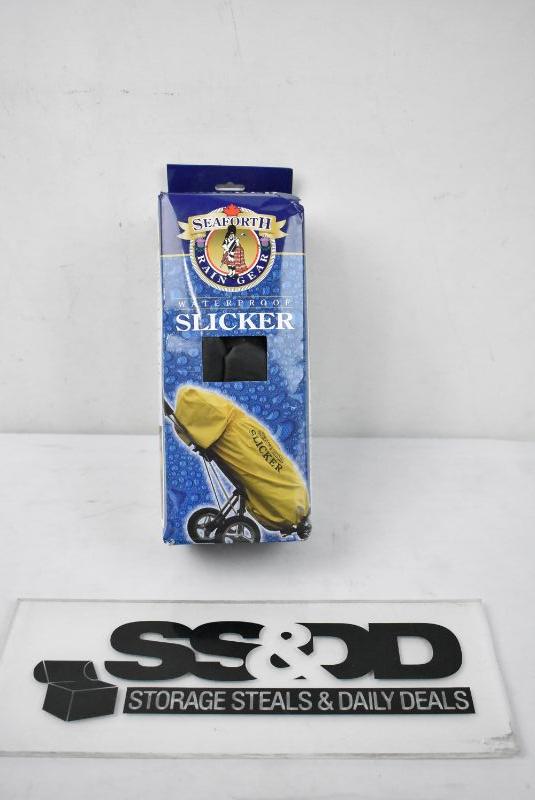 SEAFORTH
RAIN GEAR
WATERPROOF
SLICKER
SLICKER
SS&DD
STORAGE STEALS & DAILY DEALS